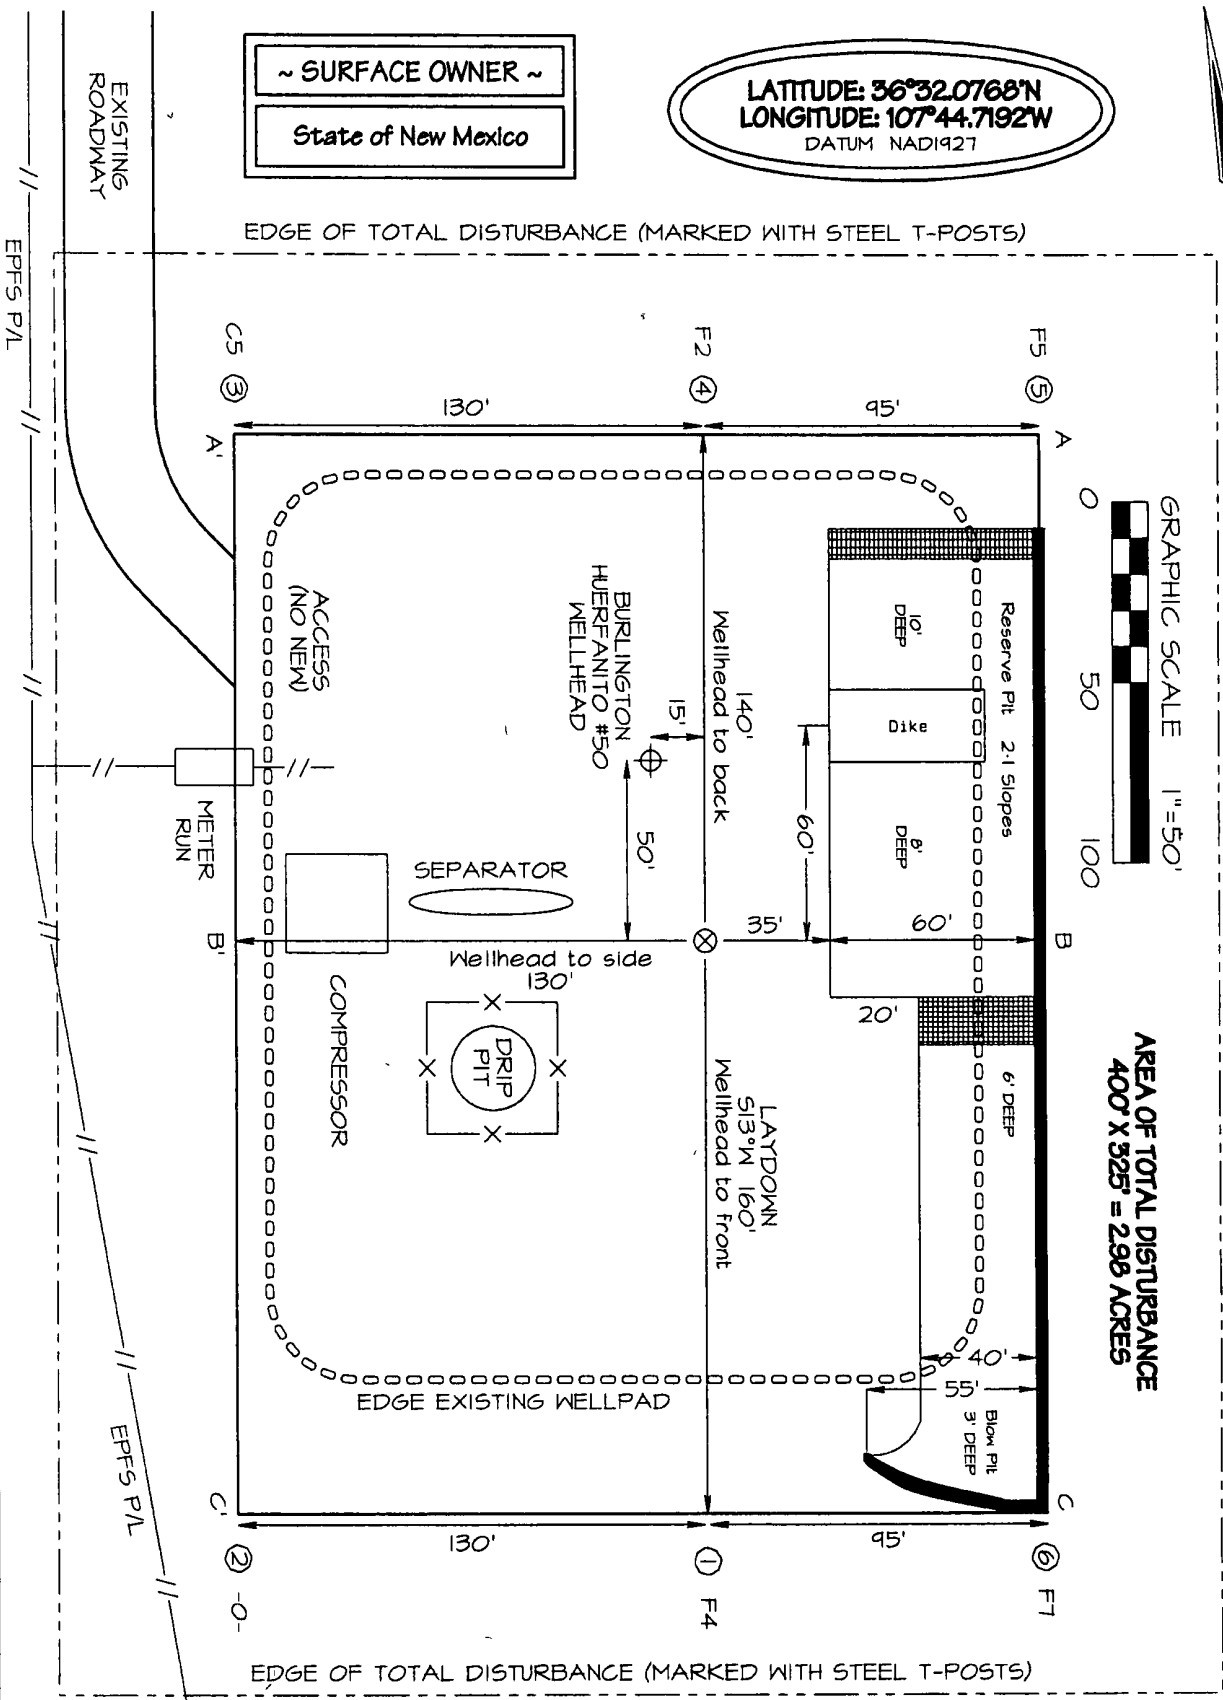 ~ SURFACE OWNER ~
State of New Mexico
LATITUDE: 36°32.0768'N
LONGITUDE: 107°44.7192'W
DATUM NAD1927
EXISTING
ROADWAY
EPFS P/L
EDGE OF TOTAL DISTURBANCE (MARKED WITH STEEL T-POSTS)
C5 3
F2 4
F5 5
130'
95'
A'
A
GRAPHIC SCALE 1"=50'
0
50
100
Reserve Pit 2:1 Slopes
10'
DEEP
Dike
8'
DEEP
60'
ACCESS
(NO NEW)
BURLINGTON
HUERFANITO #50
WELLHEAD
15'
50'
140'
Wellhead to back
METER
RUN
SEPARATOR
COMPRESSOR
B'
Wellhead to side
130'
35'
60'
B
20'
DRIP
PIT
LAYDOWN
S13°W 160'
Wellhead to front
6' DEEP
AREA OF TOTAL DISTURBANCE
400' X 325' = 2.98 ACRES
40'
55'
Blow Pit
3' DEEP
EDGE EXISTING WELLPAD
EPFS P/L
C'
C
130'
95'
2 -0-
1 F4
6 F7
EDGE OF TOTAL DISTURBANCE (MARKED WITH STEEL T-POSTS)